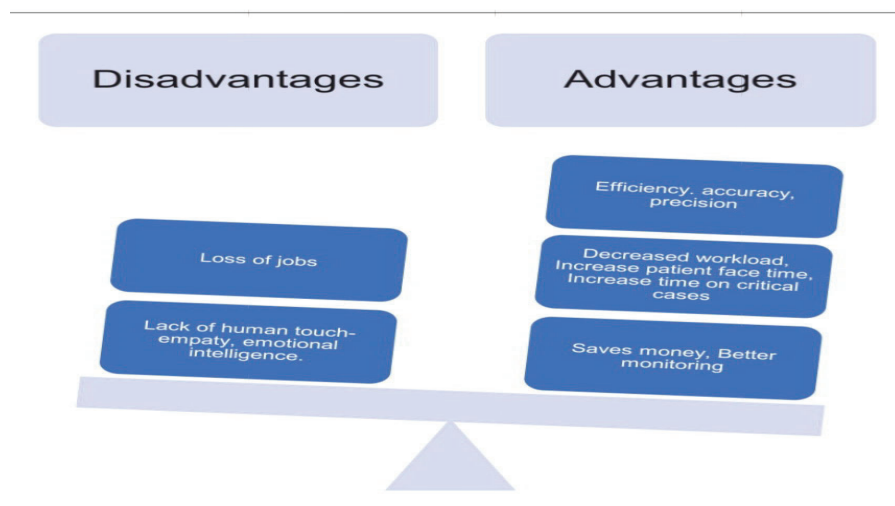 Disadvantages
Advantages
Loss of jobs
Lack of human touch-
empaty, emotional
intelligence.
Efficiency. accuracy,
precision
Decreased workload,
Increase patient face time,
Increase time on critical
cases
Saves money, Better
monitoring